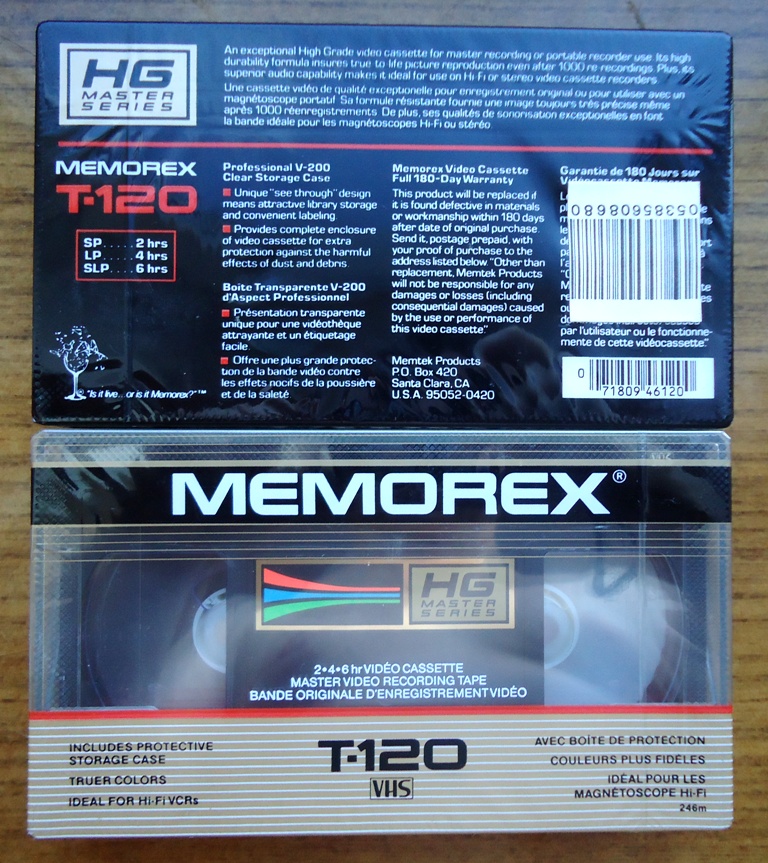 HG
MASTER
SERIES
An exceptional High Grade video cassette for master recording or portable recorder use. Its high
durability formula insures true to life picture reproduction even after 1000 re-recordings. Plus, its
superior audio capability makes it ideal for use on Hi-Fi or stereo video cassette recorders.
Une cassette vidéo de qualité exceptionelle pour enregistrement original ou pour utiliser avec un
magnétoscope portatif. Sa formule résistante fournie une image toujours très précise même
après 1000 réenregistrements. De plus, ses qualités de sonorisation exceptionelles en font
la bande idéale pour les magnétoscopes Hi-Fi ou stéréo.
MEMOREX
T-120
SP.....2 hrs
LP.....4 hrs
SLP....6 hrs
"Is it live...or is it Memorex?"™
Professional V-200
Clear Storage Case
Unique "see through" design
means attractive library storage
and convenient labeling.
Provides complete enclosure
of video cassette for extra
protection against the harmful
effects of dust and debris.
Boite Transparente V-200
d'Aspect Professionnel
Présentation transparente
unique pour une vidéothèque
attrayante et un étiquetage
facile.
Offre une plus grande protec-
tion de la bande vidéo contre
les effets nocifs de la poussière
et de la saleté
Memorex Video Cassette
Full 180-Day Warranty
This product will be replaced if
it is found defective in materials
or workmanship within 180 days
after date of original purchase.
Send it, postage prepaid, with
your proof of purchase to the
address listed below. "Other than
replacement, Memtek Products
will not be responsible for any
damages or losses (including
consequential damages) caused
by the use or performance of
this video cassette."
Memtek Products
P.O. Box 420
Santa Clara, CA
U.S.A. 95052-0420
Garantie de 180 Jours sur
05385608680
par l'utilisateur ou le fonctionne-
mente de cette vidéocassette."
0 71809 46120
MEMOREX®
HG
MASTER
SERIES
2•4•6 hr VIDÉO CASSETTE
MASTER VIDEO RECORDING TAPE
BANDE ORIGINALE D'ENREGISTREMENT VIDÉO
INCLUDES PROTECTIVE
STORAGE CASE
TRUER COLORS
IDEAL FOR Hi-Fi VCRs
T-120
VHS
AVEC BOÎTE DE PROTECTION
COULEURS PLUS FIDÈLES
IDÉAL POUR LES
MAGNÉTOSCOPE Hi-Fi
246m